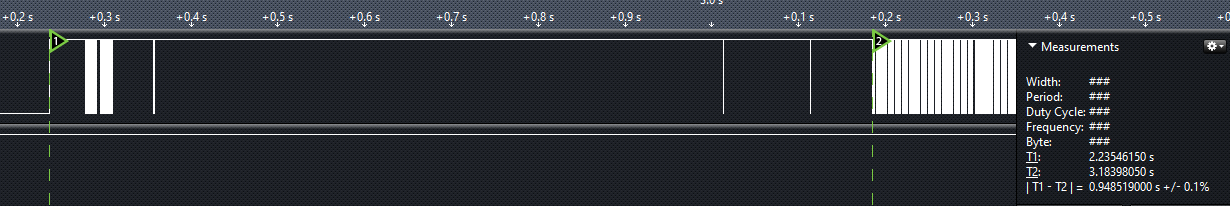 3.0 s
+0,2 s +0,3 s +0,4 s +0,5 s +0,6 s +0,7 s +0,8 s +0,9 s +0,1 s +0,2 s +0,3 s +0,4 s +0,5 s
1 2
Measurements
Width: ###
Period: ###
Duty Cycle: ###
Frequency: ###
Byte: ###
T1: 2.23546150 s
T2: 3.18398050 s
| T1 - T2 | = 0.948519000 s +/- 0.1%